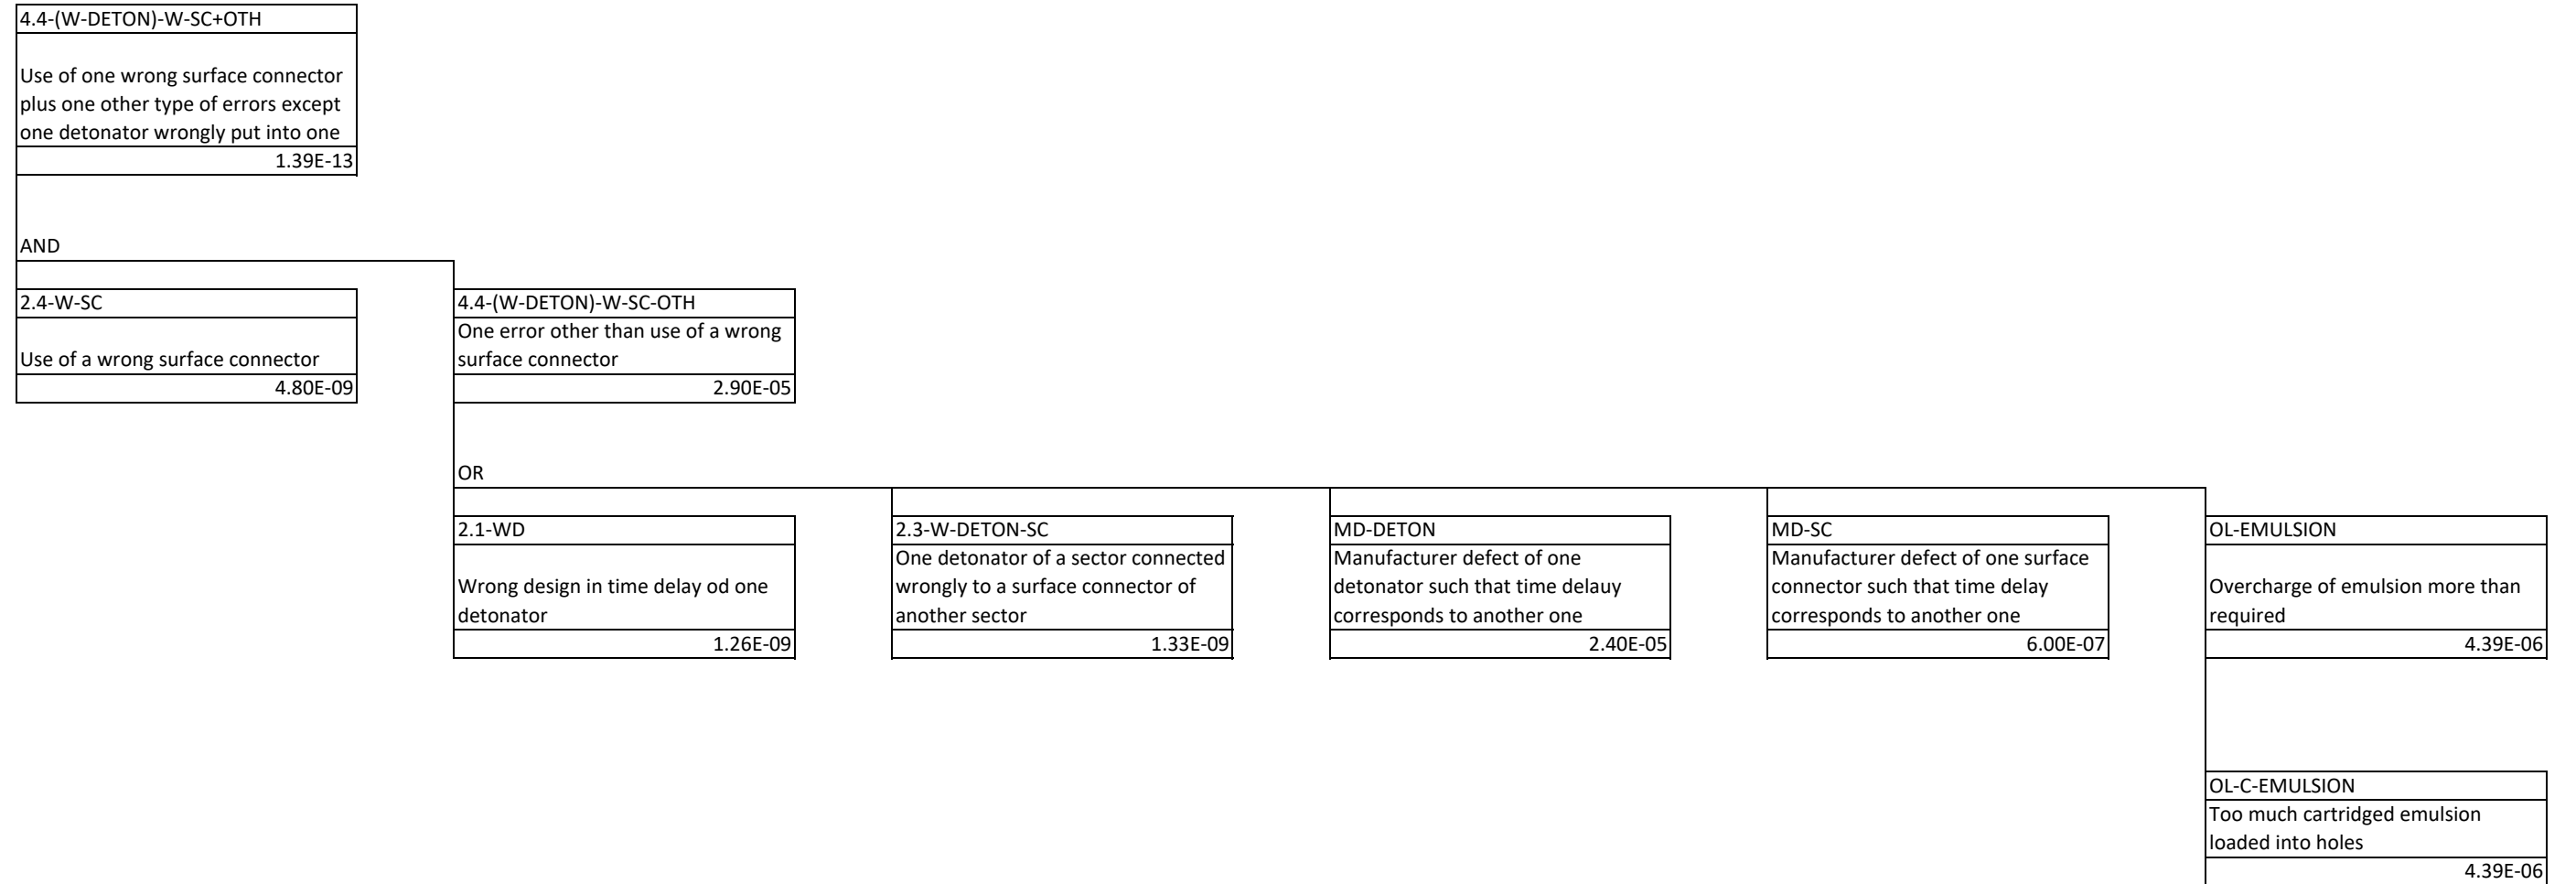 4.4-(W-DETON)-W-SC+OTH
Use of one wrong surface connector
plus one other type of errors except
one detonator wrongly put into one
1.39E-13
AND
2.4-W-SC
Use of a wrong surface connector
4.80E-09
4.4-(W-DETON)-W-SC-OTH
One error other than use of a wrong
surface connector
2.90E-05
OR
2.1-WD
Wrong design in time delay od one
detonator
1.26E-09
2.3-W-DETON-SC
One detonator of a sector connected
wrongly to a surface connector of
another sector
1.33E-09
MD-DETON
Manufacturer defect of one
detonator such that time delauy
corresponds to another one
2.40E-05
MD-SC
Manufacturer defect of one surface
connector such that time delay
corresponds to another one
6.00E-07
OL-EMULSION
Overcharge of emulsion more than
required
4.39E-06
OL-C-EMULSION
Too much cartridged emulsion
loaded into holes
4.39E-06